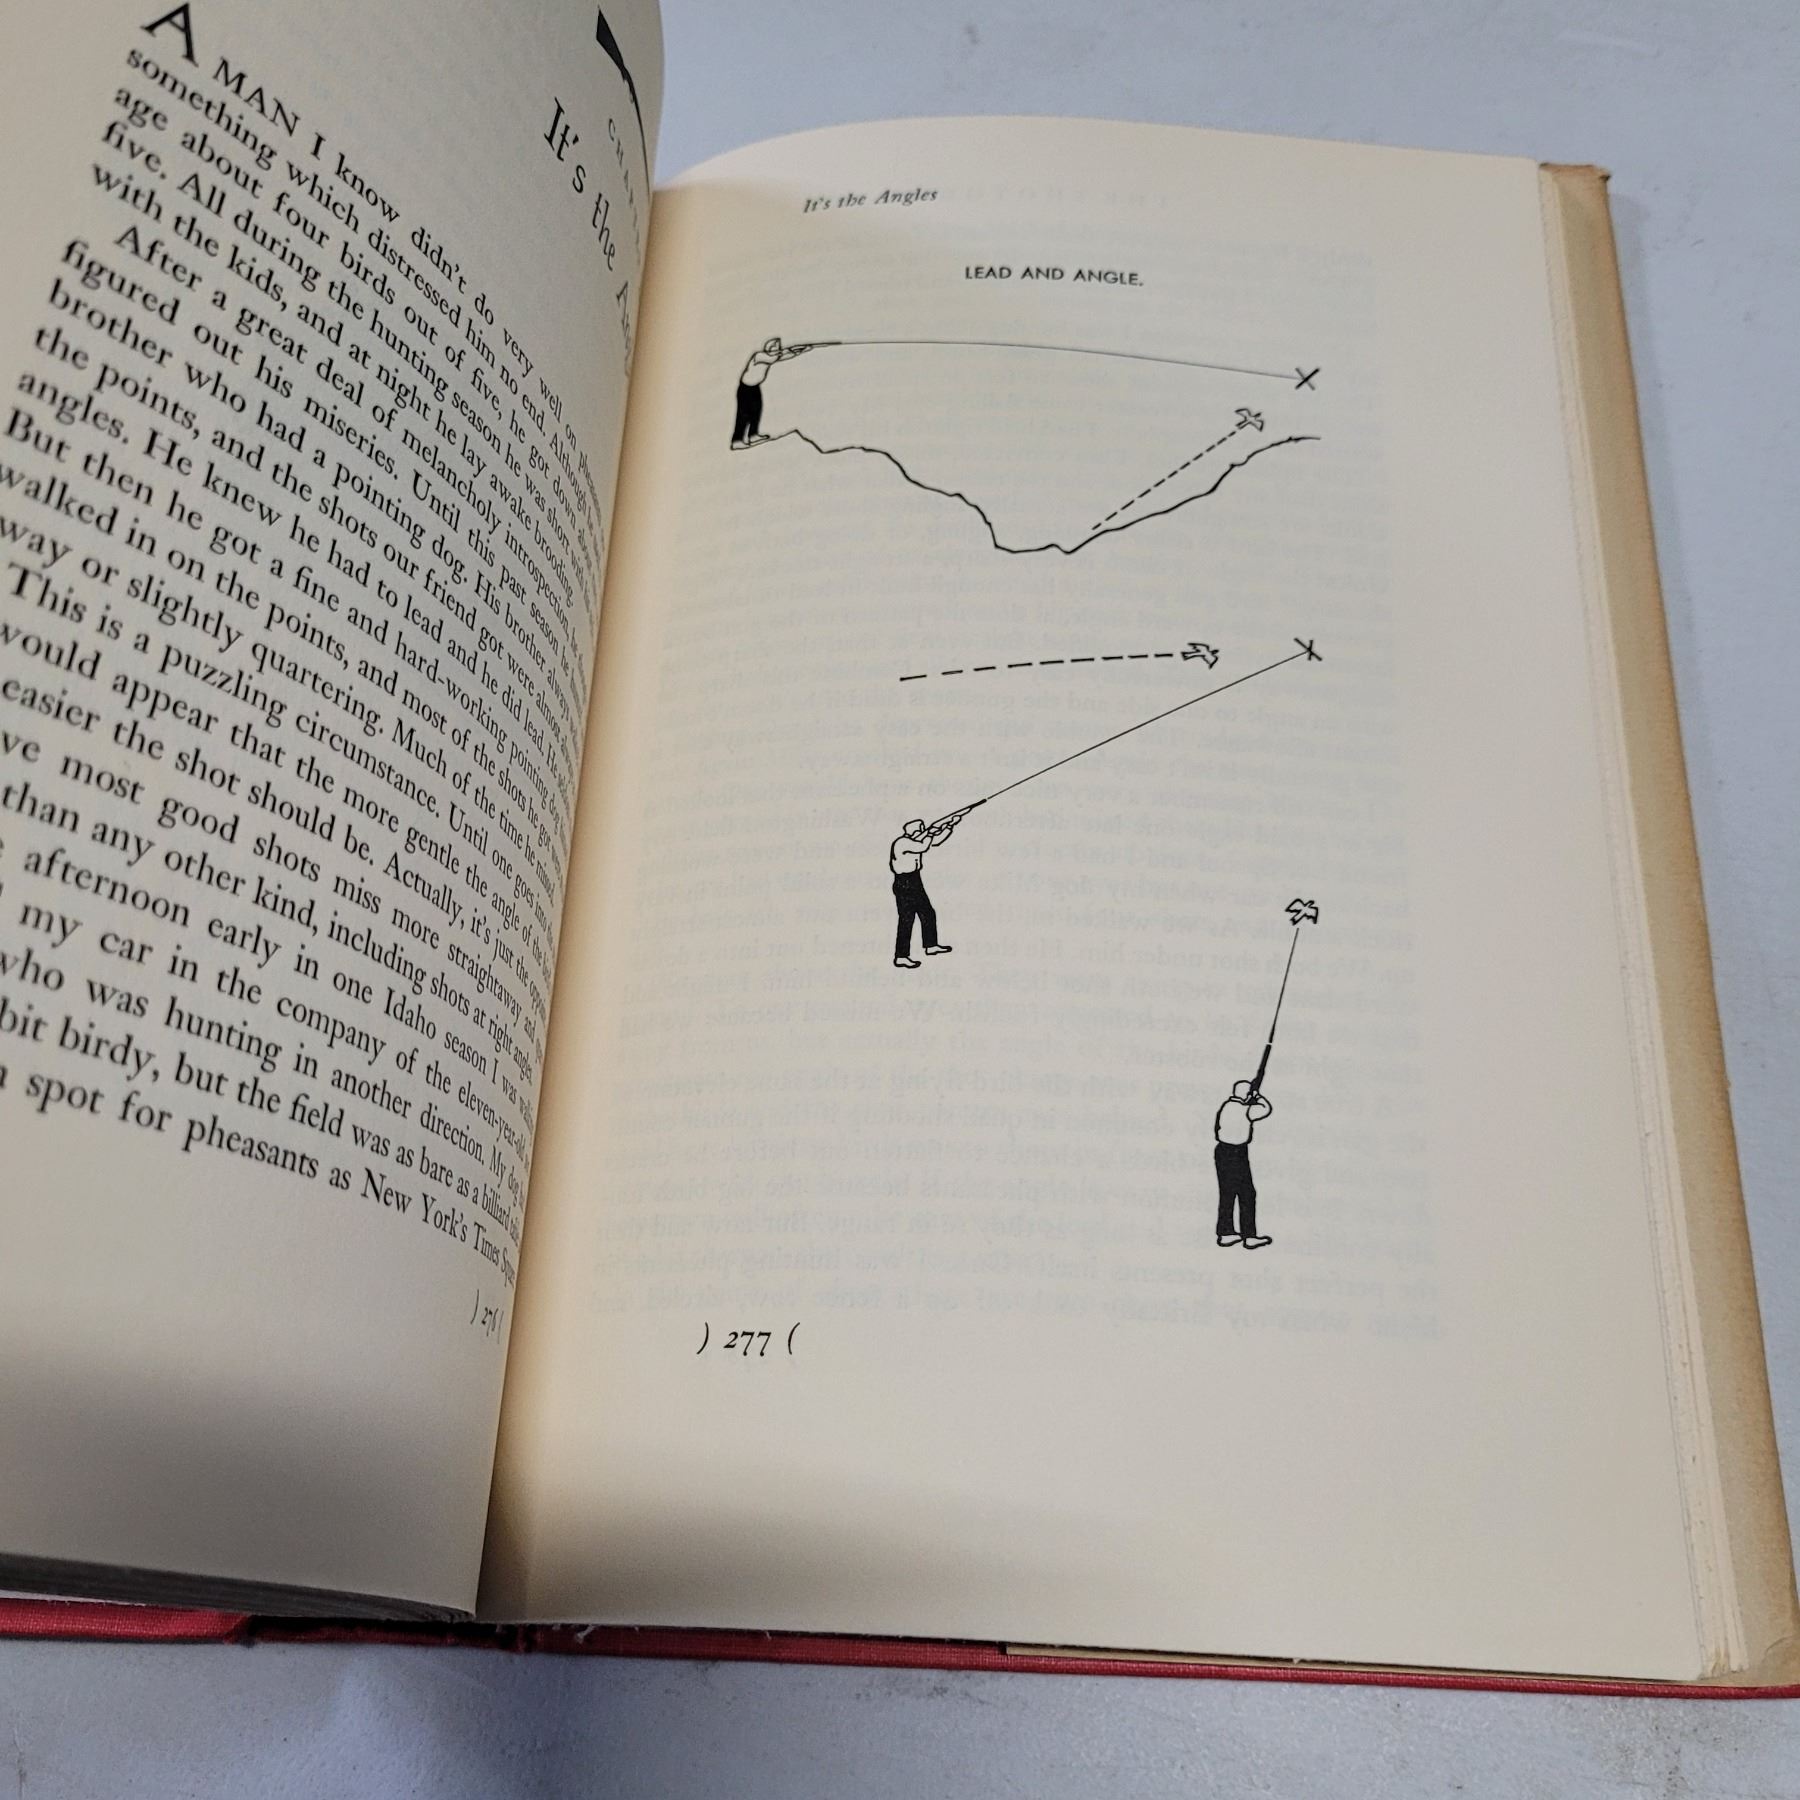 CHAP
It's the A
A MAN I know didn't do very well on pheasants
something which distressed him no end. Although
age about four birds out of five, he got down
five. All during the hunting season he was short with
with the kids, and at night he lay awake brooding.
After a great deal of melancholy introspection, he
figured out his miseries. Until this past season he
brother who had a pointing dog. His brother always
the points, and the shots our friend got were almost
angles. He knew he had to lead and he did lead. He
But then he got a fine and hard-working pointing dog
walked in on the points, and most of the shots he got were
way or slightly quartering. Much of the time he missed.
This is a puzzling circumstance. Until one goes into the
would appear that the more gentle the angle of the bird,
easier the shot should be. Actually, it's just the opposite
ve most good shots miss more straightaway and
than any other kind, including shots at right angles.
afternoon early in one Idaho season I was walking
my car in the company of the eleven-year-old
who was hunting in another direction. My dog
bit birdy, but the field was as bare as a billiard table
spot for pheasants as New York's Times Square
) 276 (
It's the Angles
LEAD AND ANGLE.
) 277 (